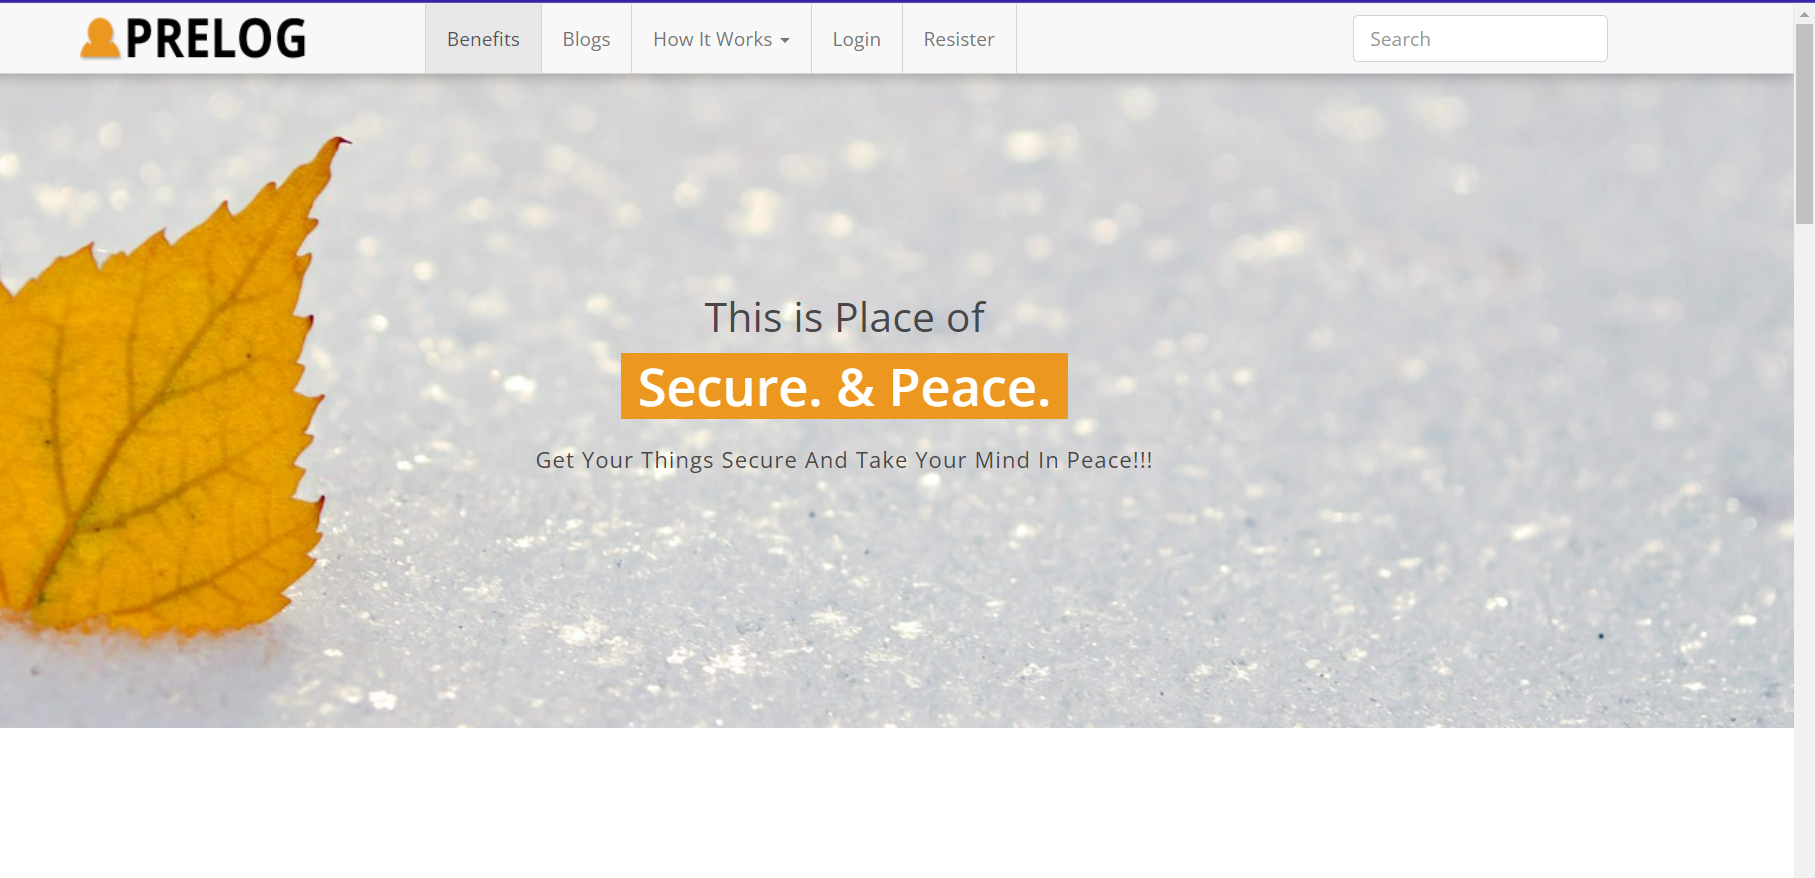 PRELOG
Benefits
Blogs
How It Works
Login
Resister
Search
This is Place of
Secure. & Peace.
Get Your Things Secure And Take Your Mind In Peace!!!